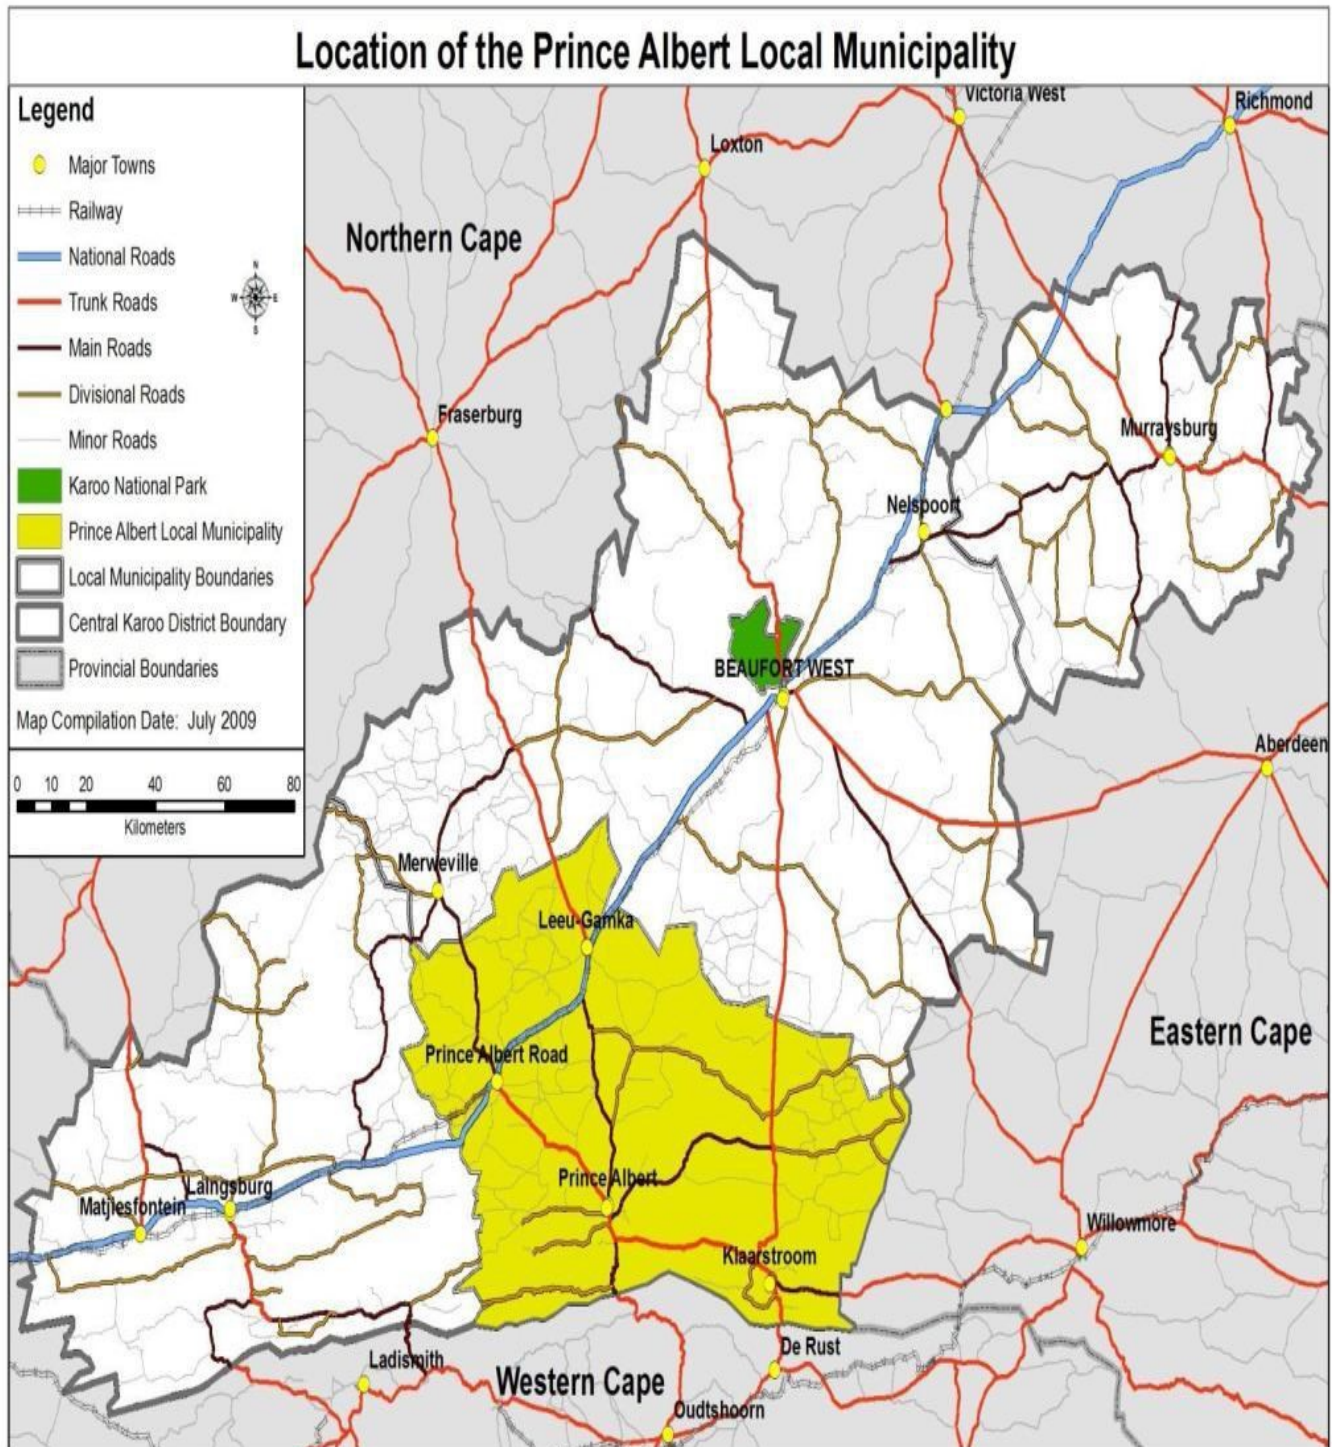 Location of the Prince Albert Local Municipality
Legend
Major Towns
Railway
National Roads
Trunk Roads
Main Roads
Divisional Roads
Minor Roads
Karoo National Park
Prince Albert Local Municipality
Local Municipality Boundaries
Central Karoo District Boundary
Provincial Boundaries
Map Compilation Date: July 2009
N
W E
S
0 10 20 40 60 80
Kilometers
Victoria West
Richmond
Loxton
Northern Cape
Fraserburg
Murraysburg
Nelspoort
BEAUFORT WEST
Aberdeen
Merweville
Leeu-Gamka
Eastern Cape
Prince Albert Road
Prince Albert
Laingsburg
Matjiesfontein
Willowmore
Klaarstroom
De Rust
Ladismith
Western Cape
Oudtshoorn